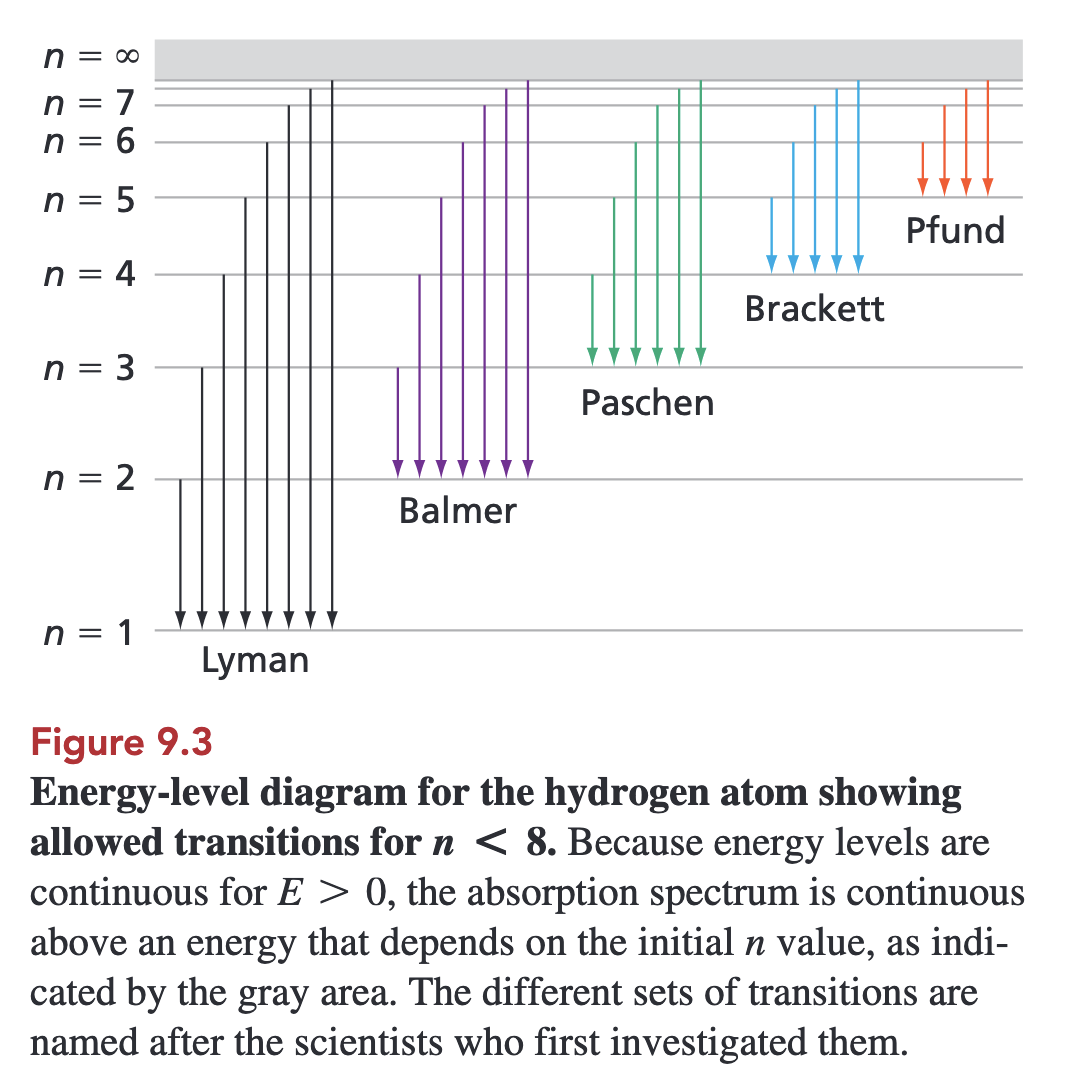 n = ∞
n = 7
n = 6
n = 5
Pfund
n = 4
Brackett
n = 3
Paschen
n = 2
Balmer
n = 1
Lyman
Figure 9.3
Energy-level diagram for the hydrogen atom showing
allowed transitions for n < 8. Because energy levels are
continuous for E > 0, the absorption spectrum is continuous
above an energy that depends on the initial n value, as indi-
cated by the gray area. The different sets of transitions are
named after the scientists who first investigated them.